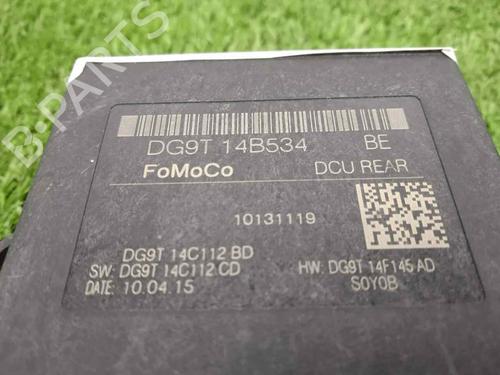 B-PARTS
DG9T 14B534 BE
FoMoCo DCU REAR
10131119
DG9T 14C112 BD
SW: DG9T 14C112 CD HW: DG9T 14F145 AD
DATE: 10.04.15 S0Y0B